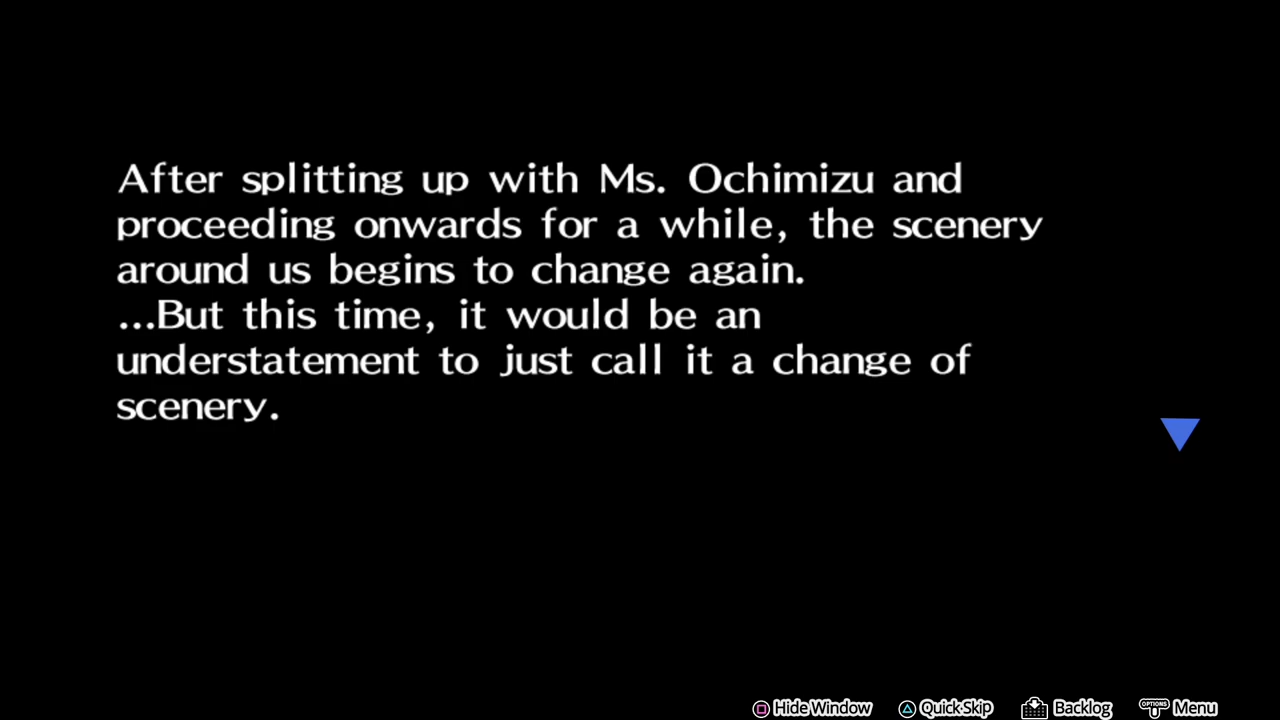 After splitting up with Ms. Ochimizu and
proceeding onwards for a while, the scenery
around us begins to change again.
...But this time, it would be an
understatement to just call it a change of
scenery.
Hide Window Quick Skip Backlog OPTIONS Menu